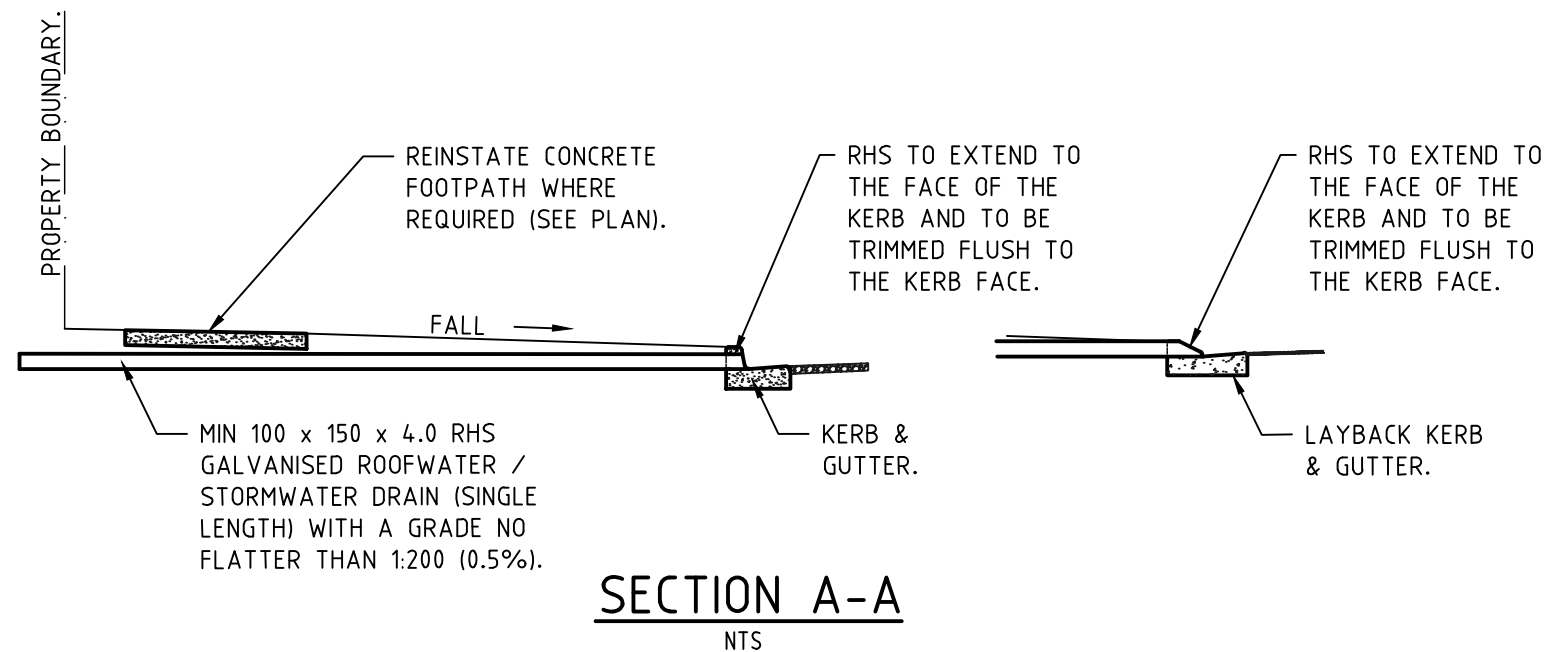 PROPERTY BOUNDARY.
REINSTATE CONCRETE
FOOTPATH WHERE
REQUIRED (SEE PLAN).
RHS TO EXTEND TO
THE FACE OF THE
KERB AND TO BE
TRIMMED FLUSH TO
THE KERB FACE.
RHS TO EXTEND TO
THE FACE OF THE
KERB AND TO BE
TRIMMED FLUSH TO
THE KERB FACE.
FALL
MIN 100 x 150 x 4.0 RHS
GALVANISED ROOFWATER /
STORMWATER DRAIN (SINGLE
LENGTH) WITH A GRADE NO
FLATTER THAN 1:200 (0.5%).
KERB &
GUTTER.
LAYBACK KERB
& GUTTER.
SECTION A-A
NTS